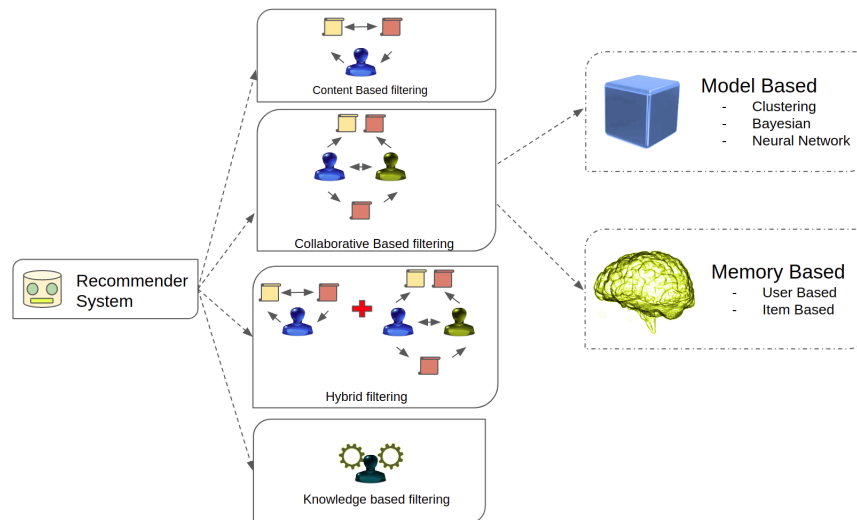 Recommender
System
Content Based filtering
Collaborative Based filtering
Hybrid filtering
Knowledge based filtering
Model Based
- Clustering
- Bayesian
- Neural Network
Memory Based
- User Based
- Item Based